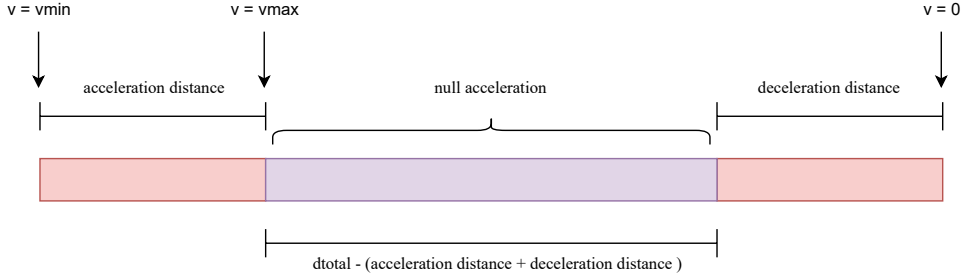 v = vmin
v = vmax
v = 0
acceleration distance
null acceleration
deceleration distance
dtotal - (acceleration distance + deceleration distance )